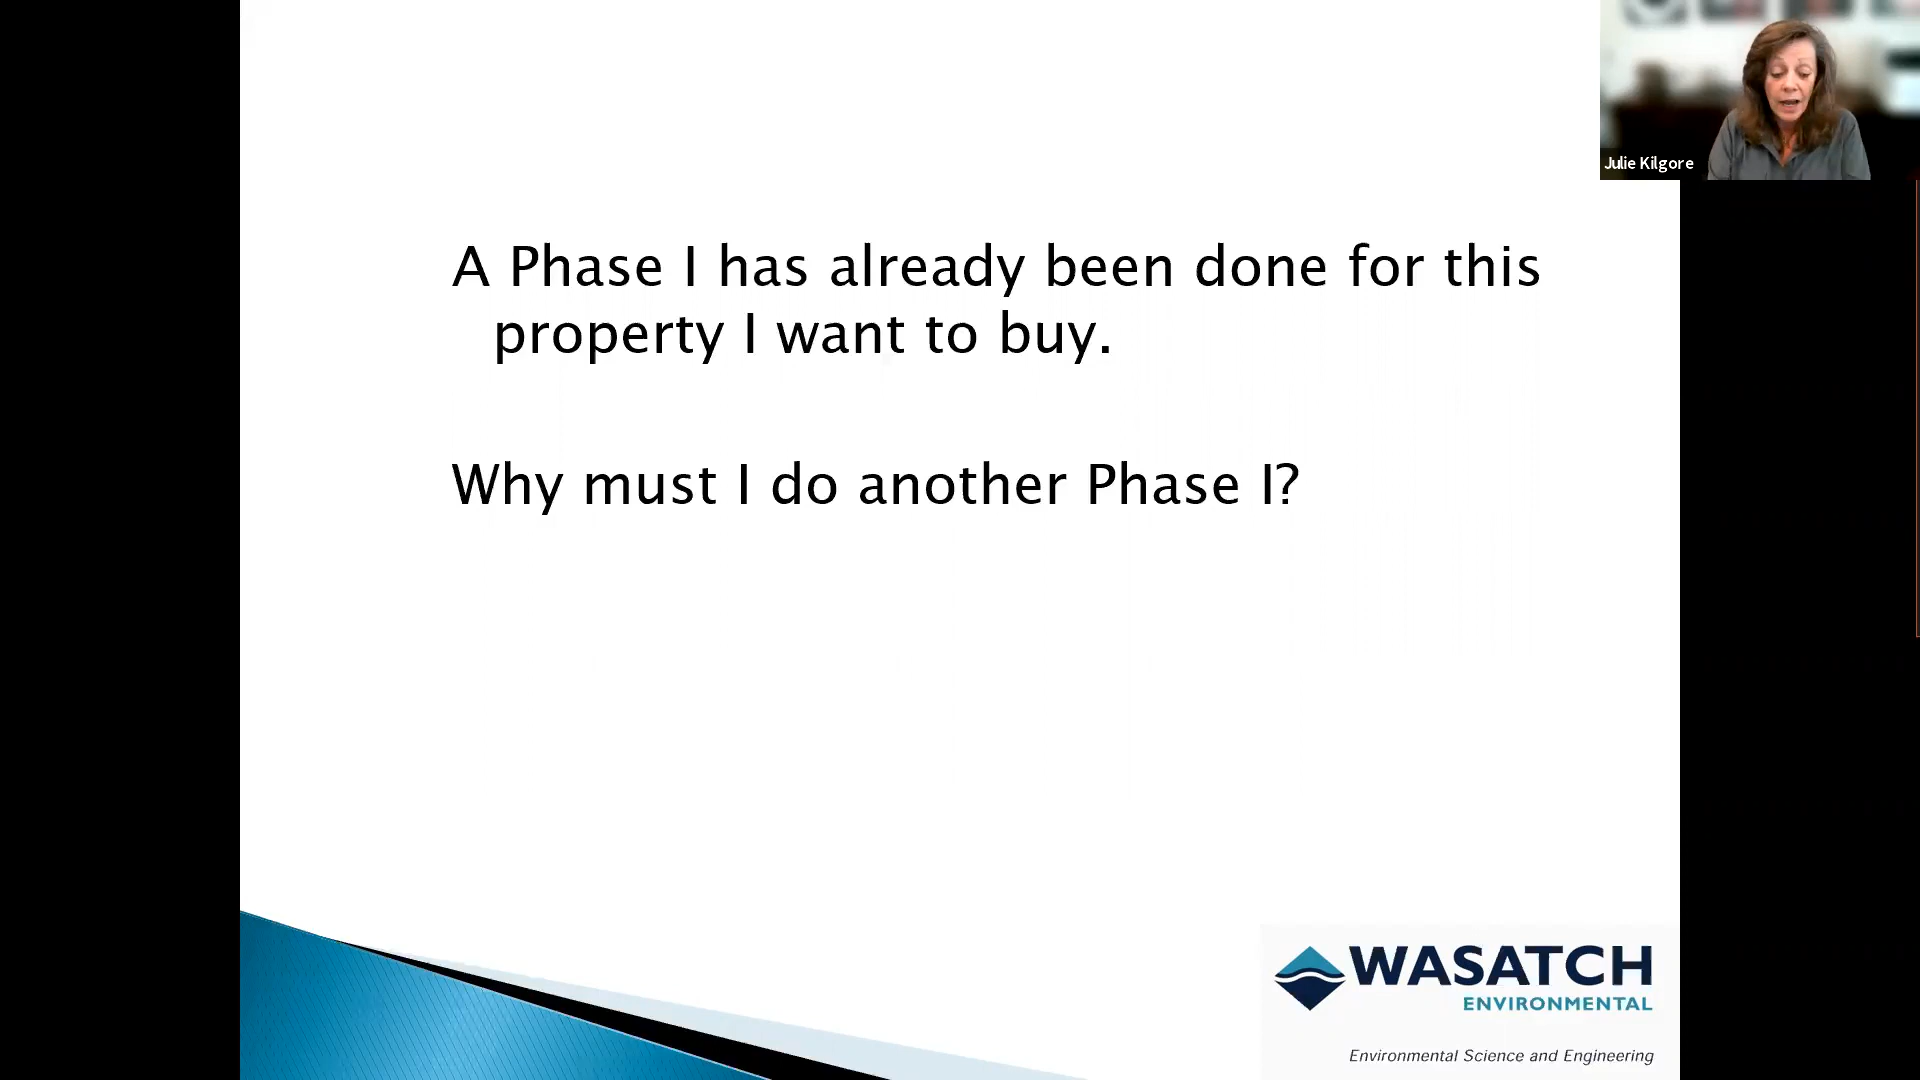 Julie Kilgore
A Phase I has already been done for this
property I want to buy.
Why must I do another Phase I?
WASATCH
ENVIRONMENTAL
Environmental Science and Engineering